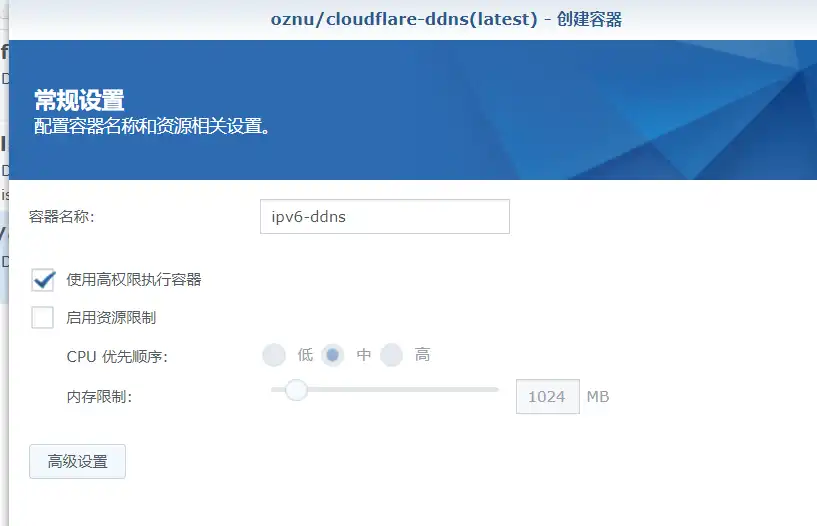 oznu/cloudflare-ddns(latest) - 创建容器
常规设置
配置容器名称和资源相关设置。
容器名称:
ipv6-ddns
使用高权限执行容器
启用资源限制
CPU 优先顺序:
低 中 高
内存限制:
1024 MB
高级设置